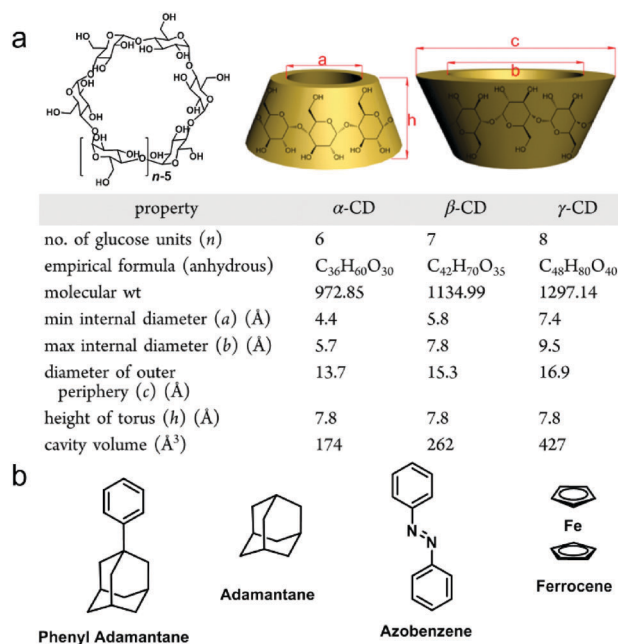 a
a
h
c
b
n-5
property α-CD β-CD γ-CD
no. of glucose units (n) 6 7 8
empirical formula (anhydrous) C36H60O30 C42H70O35 C48H80O40
molecular wt 972.85 1134.99 1297.14
min internal diameter (a) (Å) 4.4 5.8 7.4
max internal diameter (b) (Å) 5.7 7.8 9.5
diameter of outer 13.7 15.3 16.9
periphery (c) (Å)
height of torus (h) (Å) 7.8 7.8 7.8
cavity volume (Å3) 174 262 427
b
N
N
Fe
Phenyl Adamantane
Adamantane
Azobenzene
Ferrocene